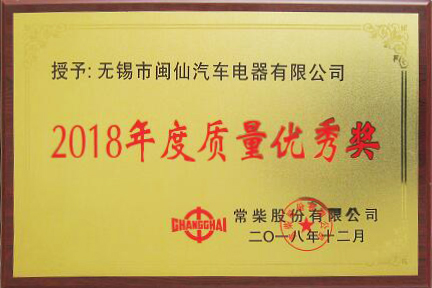 授予:无锡市闽仙汽车电器有限公司
2018年度质量优秀奖
CHANGCHAI
常柴股份有限公司
二〇一八年十二月